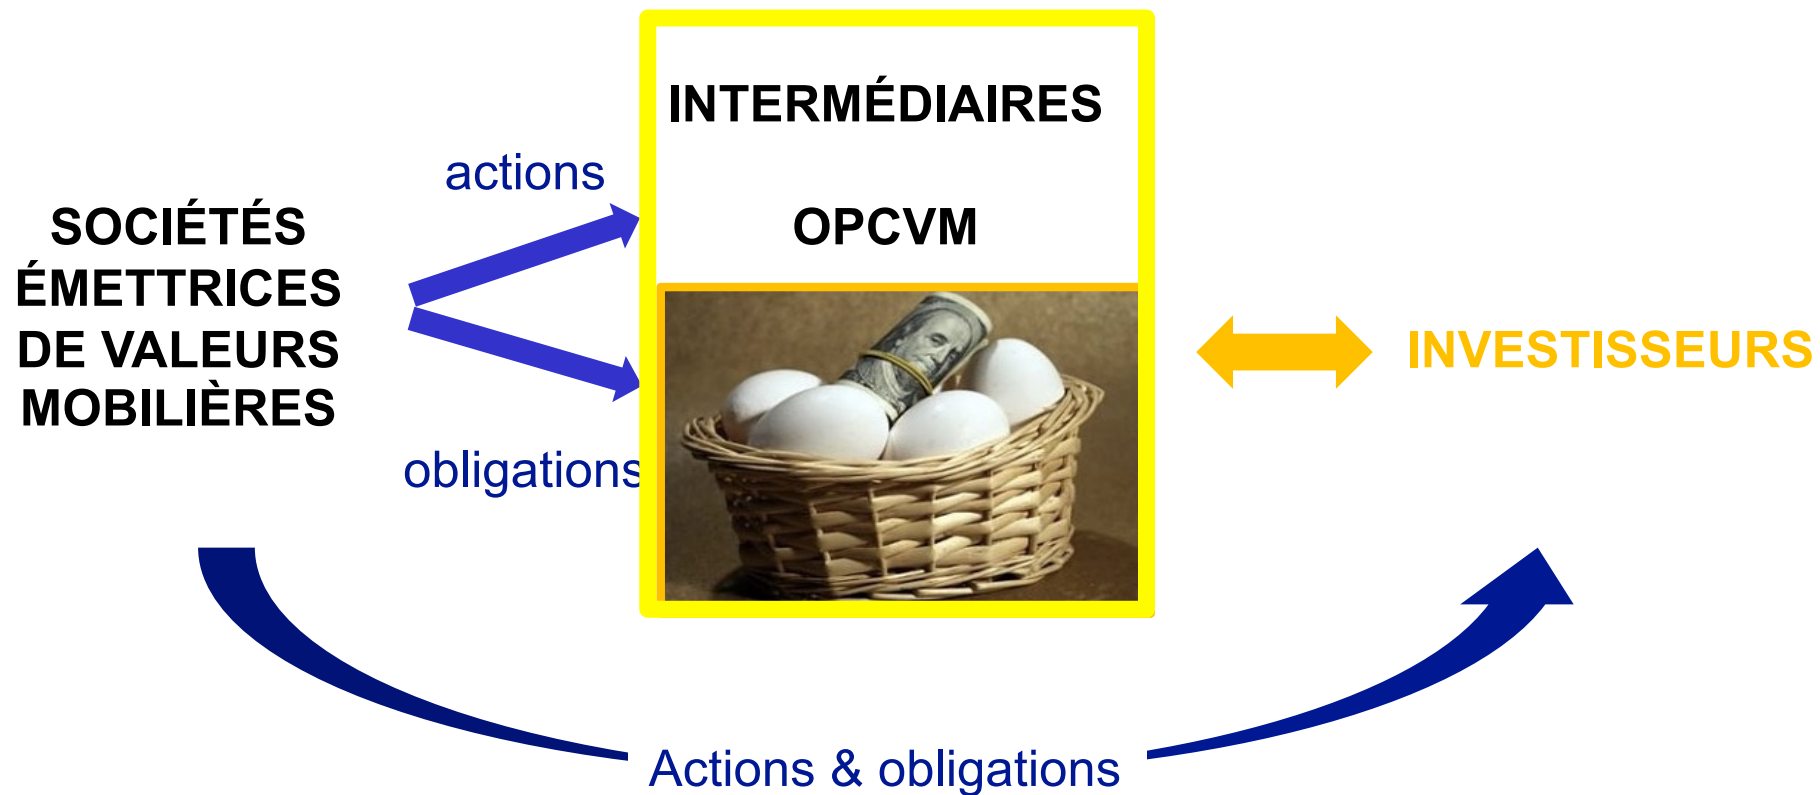 SOCIÉTÉS
ÉMETTRICES
DE VALEURS
MOBILIÈRES
actions
obligations
INTERMÉDIAIRES
OPCVM
INVESTISSEURS
Actions & obligations